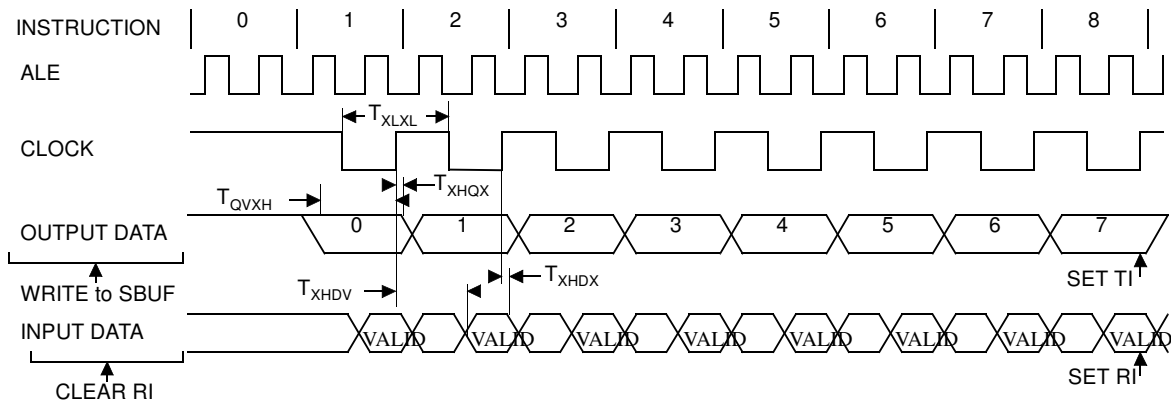 INSTRUCTION 0 1 2 3 4 5 6 7 8
ALE
TXLXL
CLOCK
TXHQX
TQVXH
OUTPUT DATA 0 1 2 3 4 5 6 7
TXHDX
SET TI
WRITE to SBUF
TXHDV
INPUT DATA VALID VALID VALID VALID VALID VALID VALID VALID
SET RI
CLEAR RI